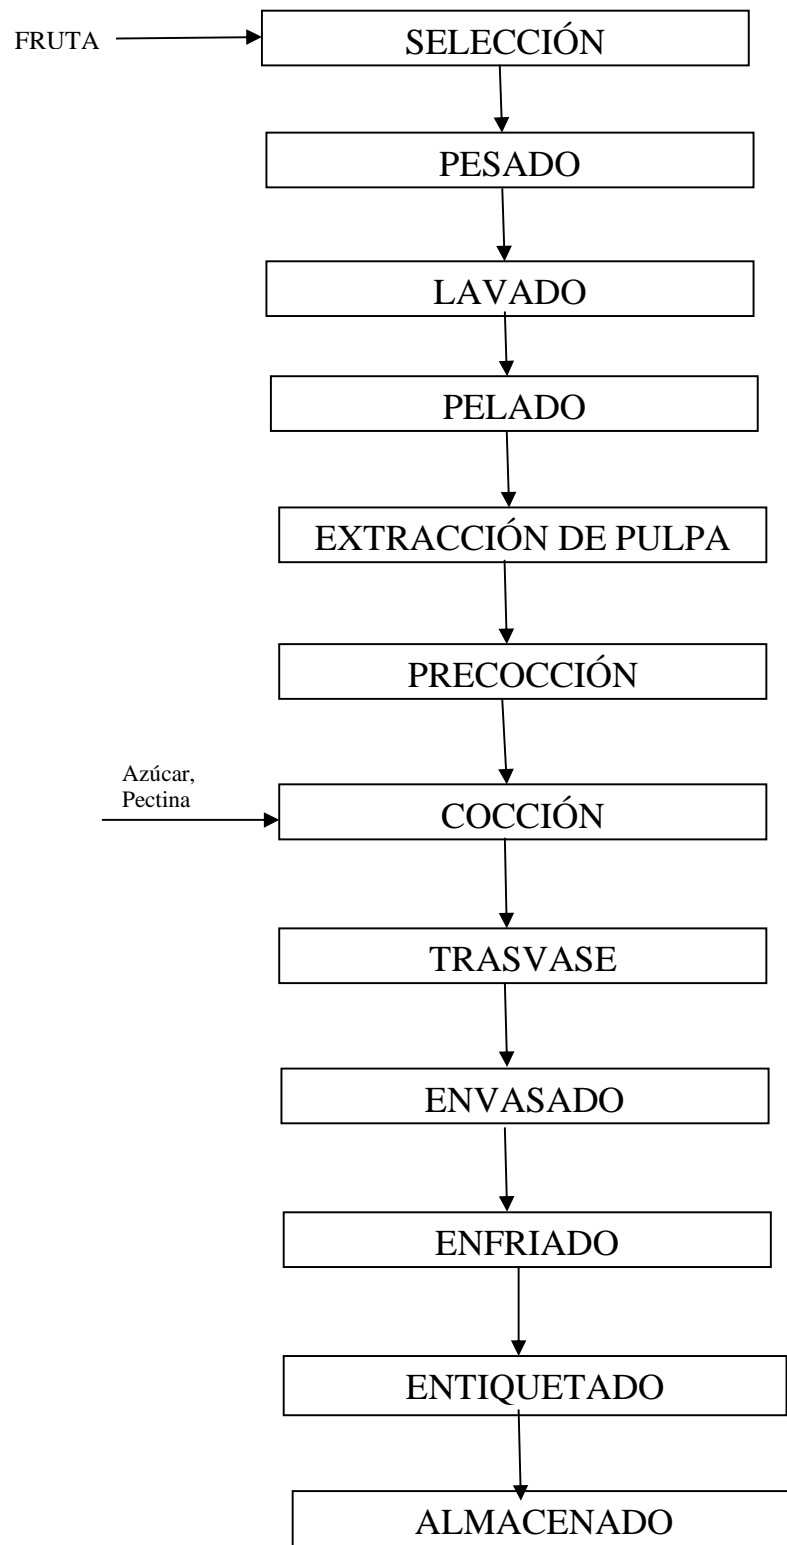 FRUTA
SELECCIÓN
PESADO
LAVADO
PELADO
EXTRACCIÓN DE PULPA
PRECOCCIÓN
Azúcar,
Pectina
COCCIÓN
TRASVASE
ENVASADO
ENFRIADO
ENTIQUETADO
ALMACENADO